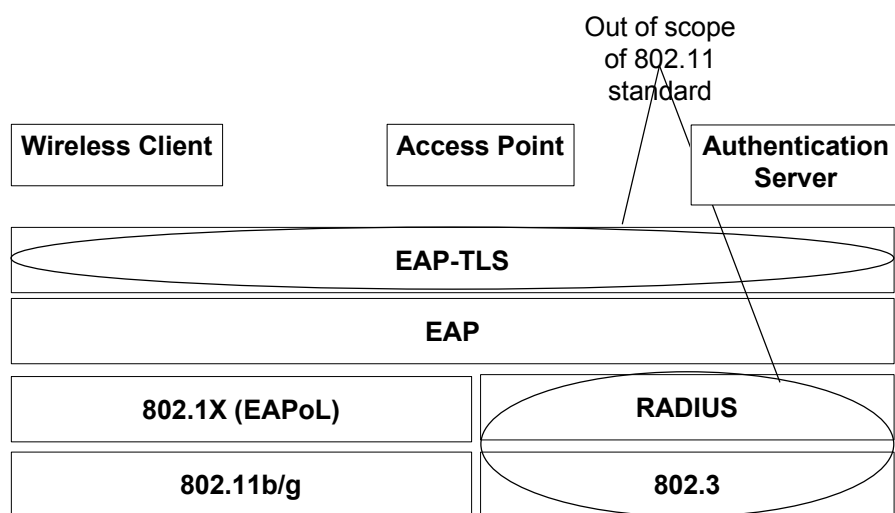 Out of scope
of 802.11
standard
Wireless Client
Access Point
Authentication
Server
EAP-TLS
EAP
802.1X (EAPoL)
RADIUS
802.11b/g
802.3